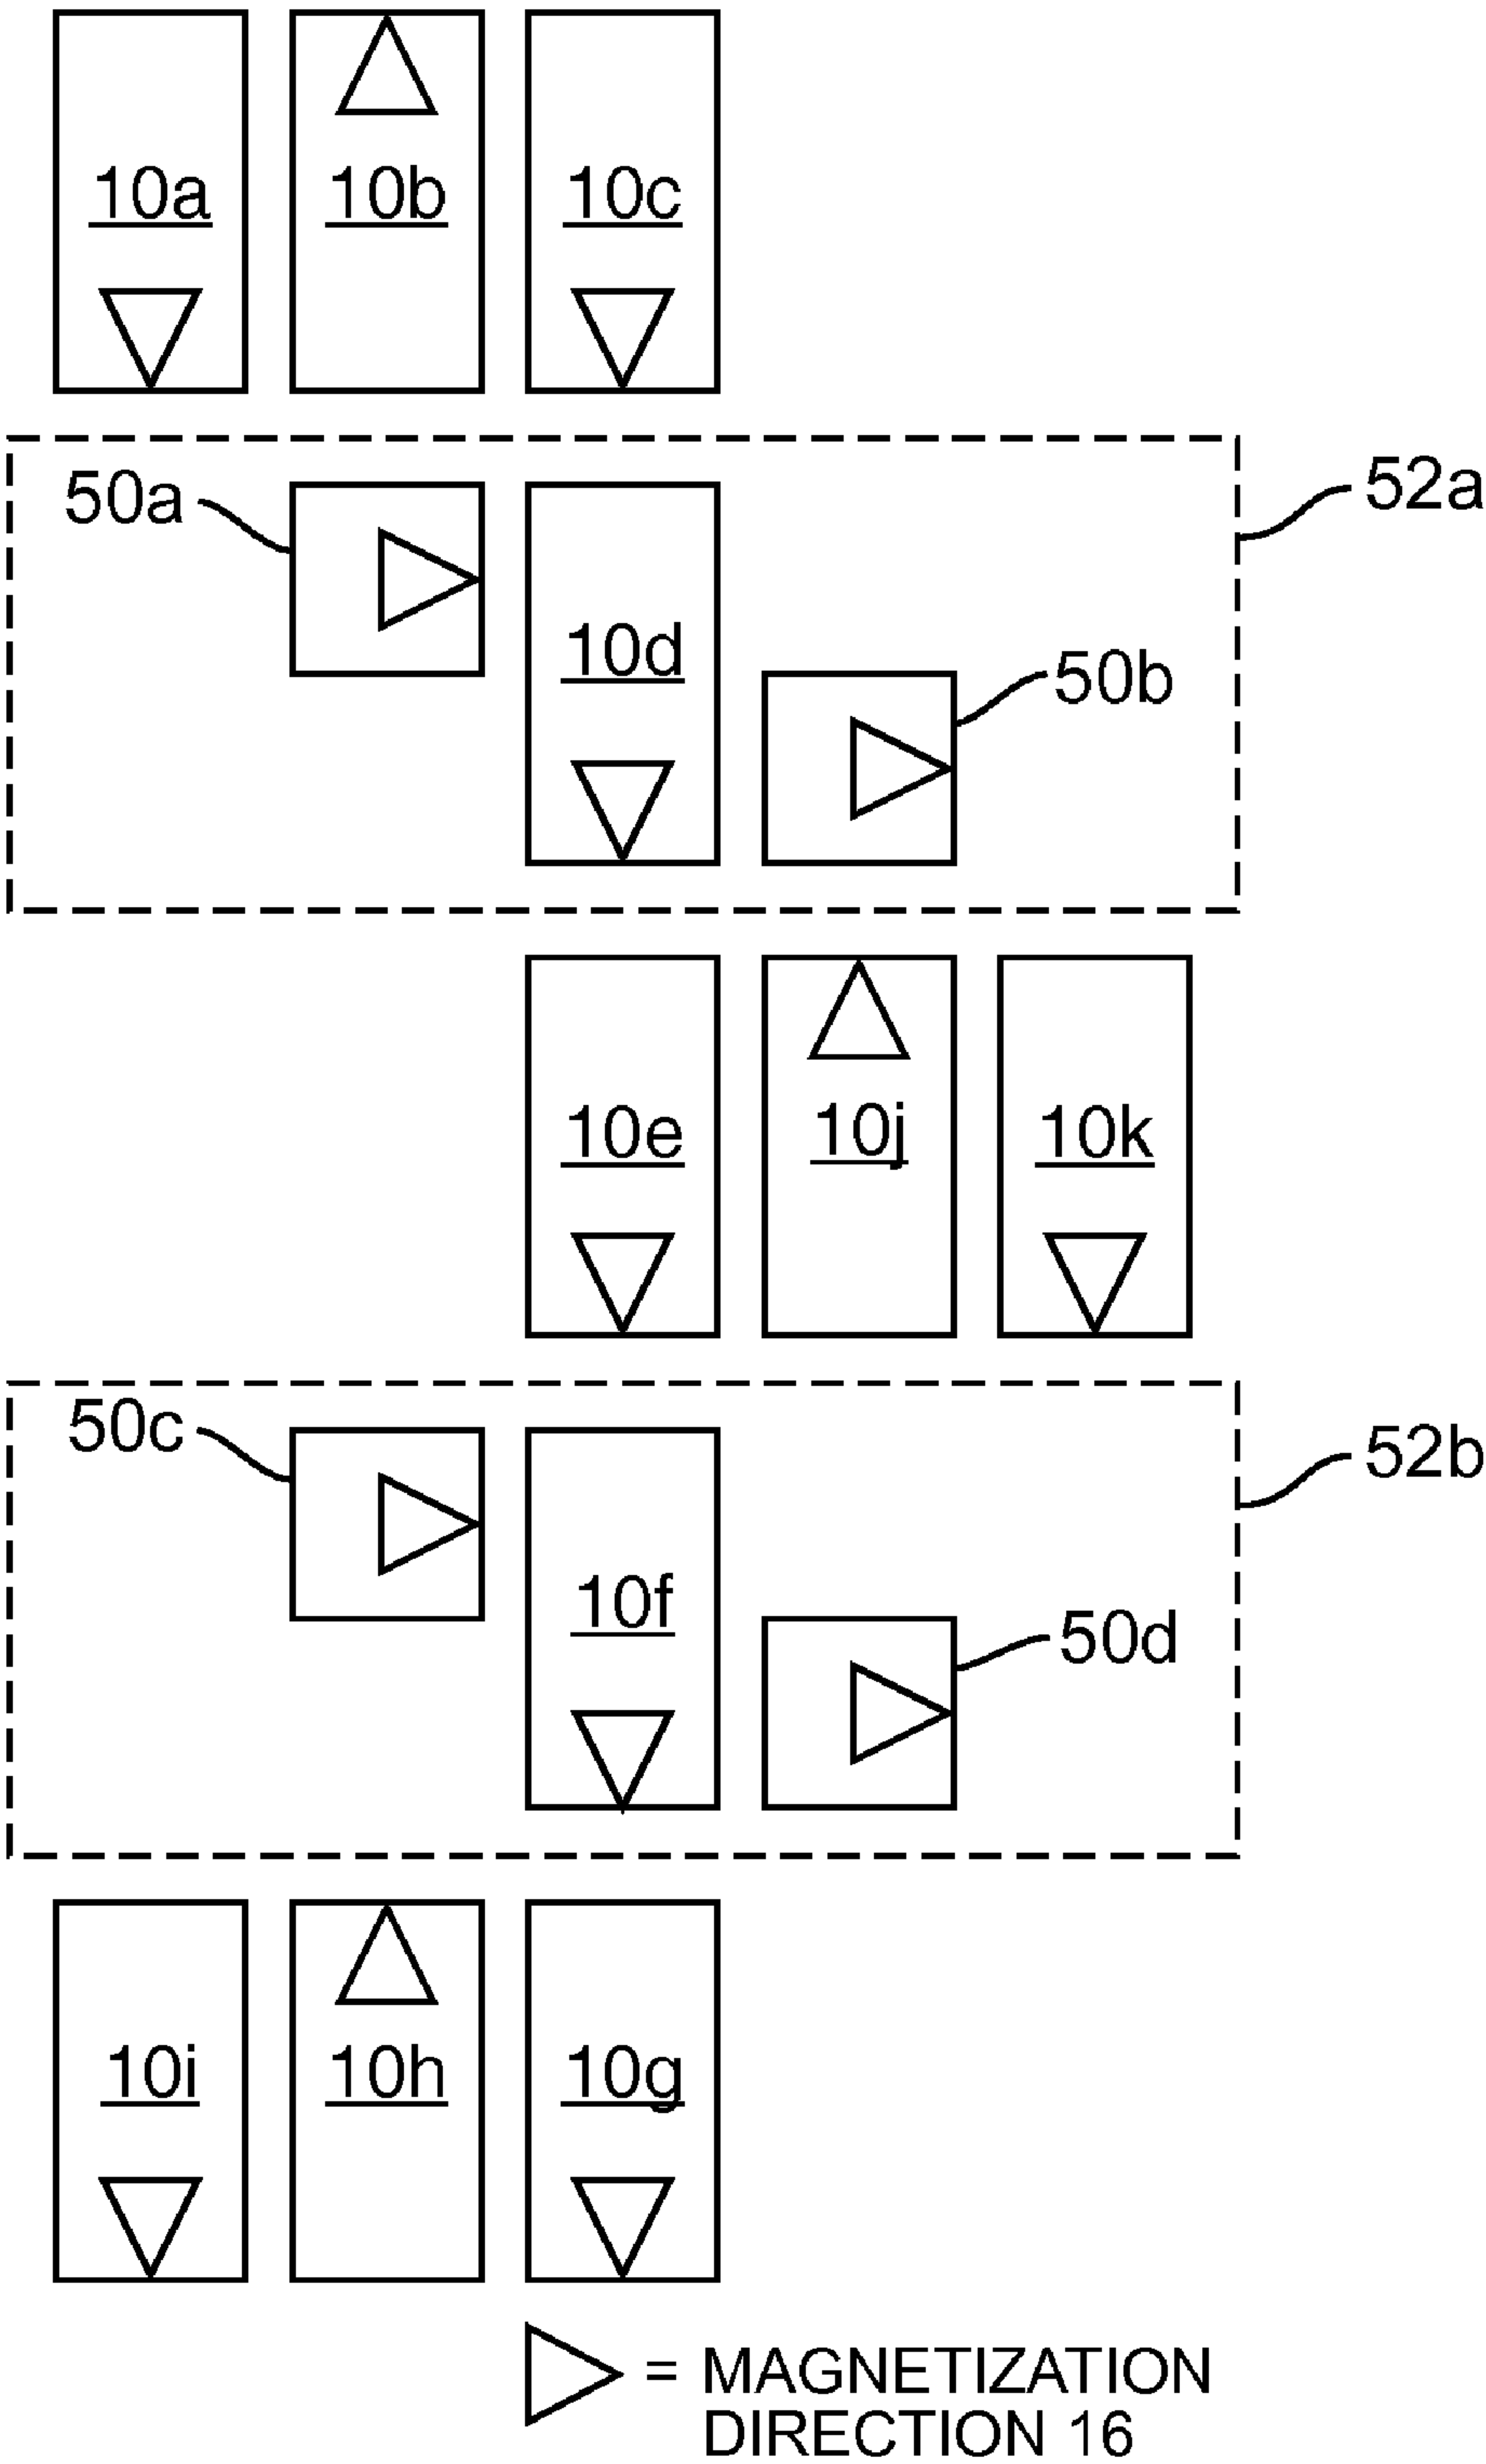 10a 10b 10c
50a 52a
10d 50b
10e 10j 10k
50c 52b
10f 50d
10i 10h 10g
= MAGNETIZATION
DIRECTION 16